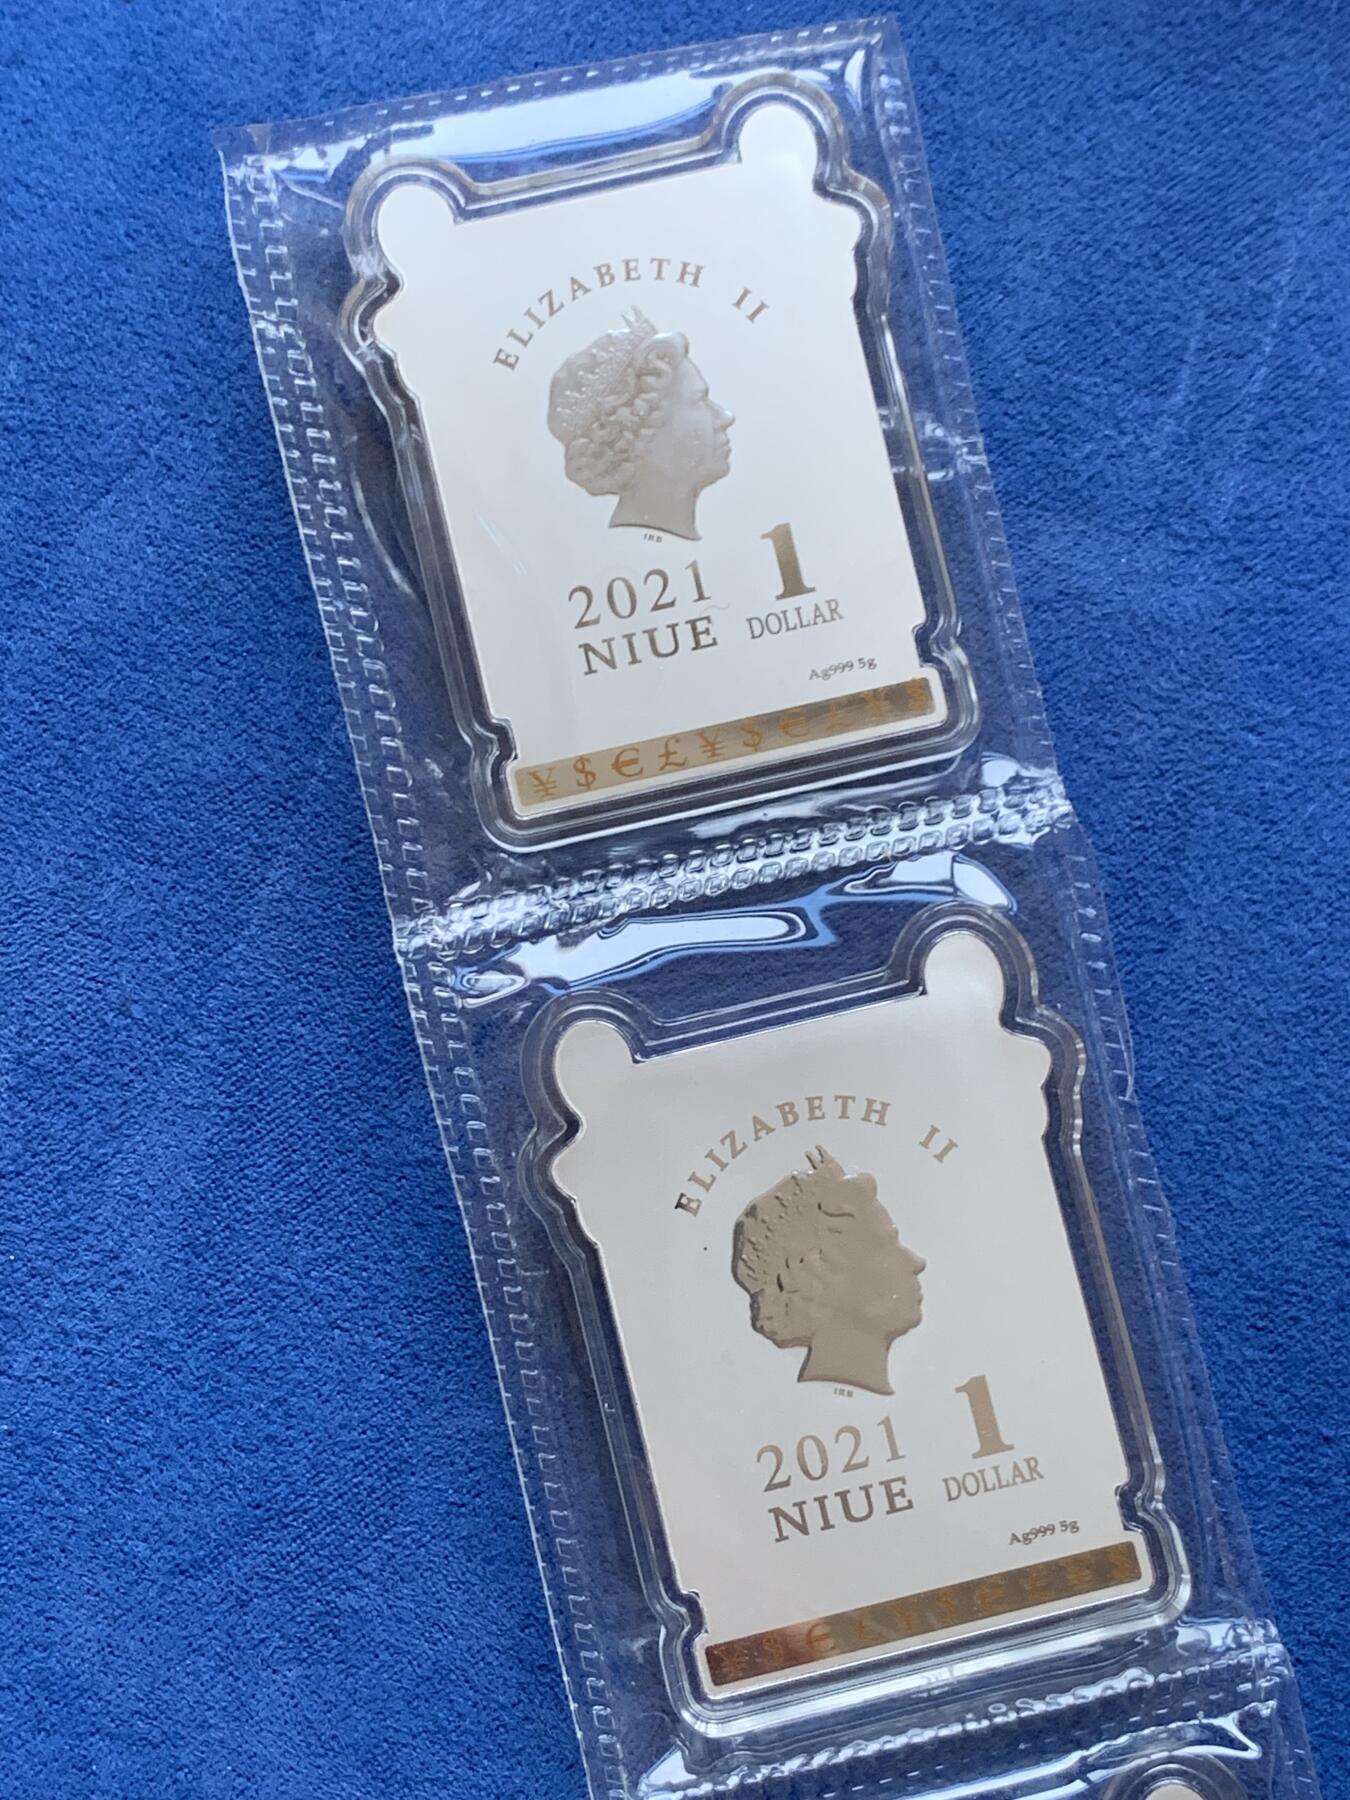 ELIZABETH II
IRB
2021 1
NIUE DOLLAR
Ag999 5g
¥ $ € £ ¥ $ € £ ¥ $
ELIZABETH II
IRB
2021 1
NIUE DOLLAR
Ag999 5g
¥ $ € £ ¥ $ € £ ¥ $